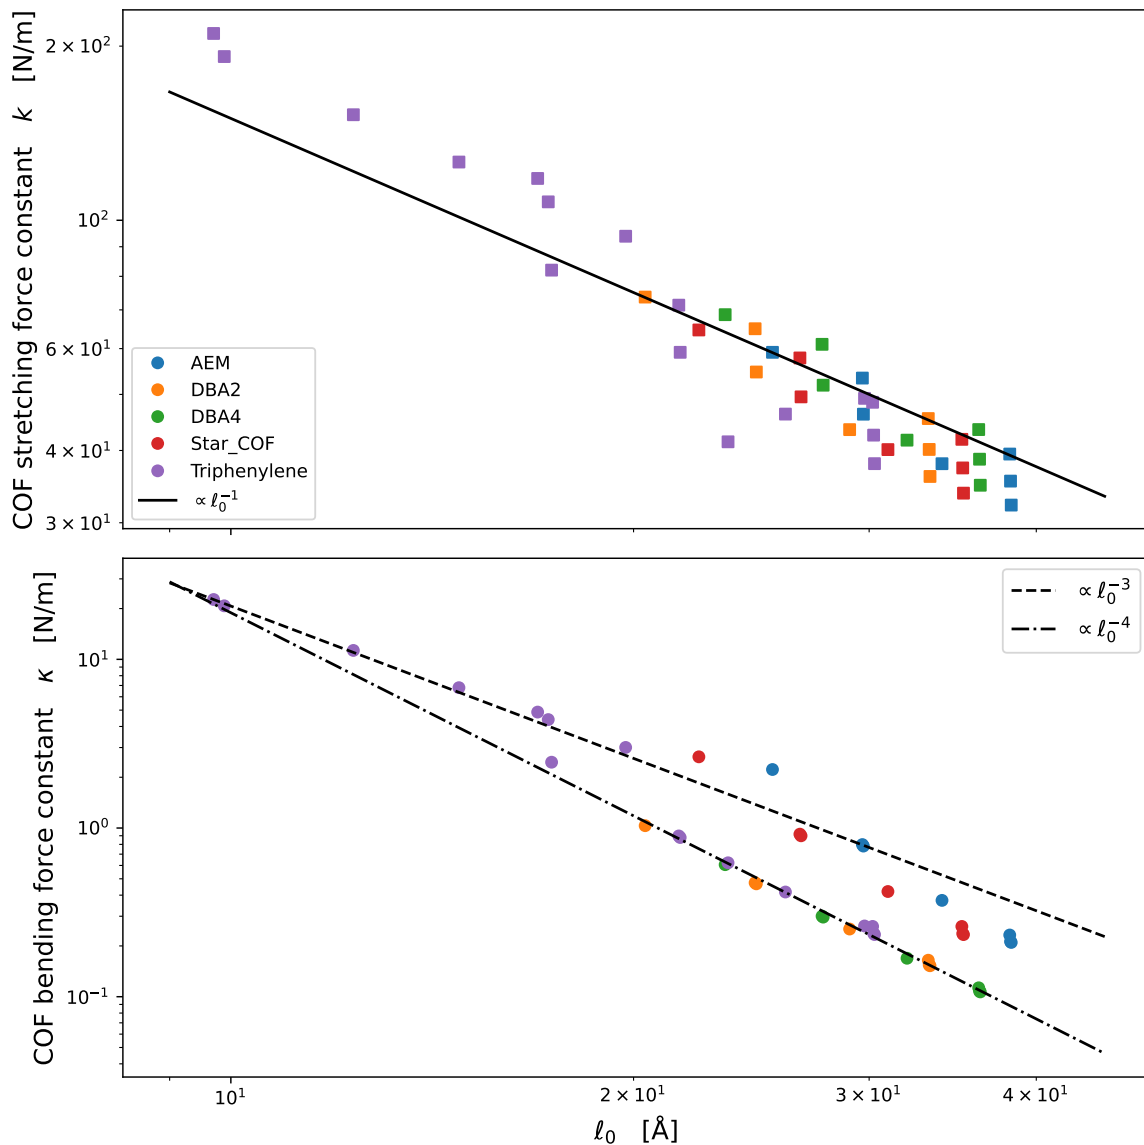 COF stretching force constant k [N/m]
2 × 10²
10²
6 × 10¹
4 × 10¹
3 × 10¹
AEM
DBA2
DBA4
Star_COF
Triphenylene
∝ ℓ₀⁻¹
COF bending force constant κ [N/m]
10¹
10⁰
10⁻¹
∝ ℓ₀⁻³
∝ ℓ₀⁻⁴
10¹
2 × 10¹
3 × 10¹
4 × 10¹
ℓ₀ [Å]